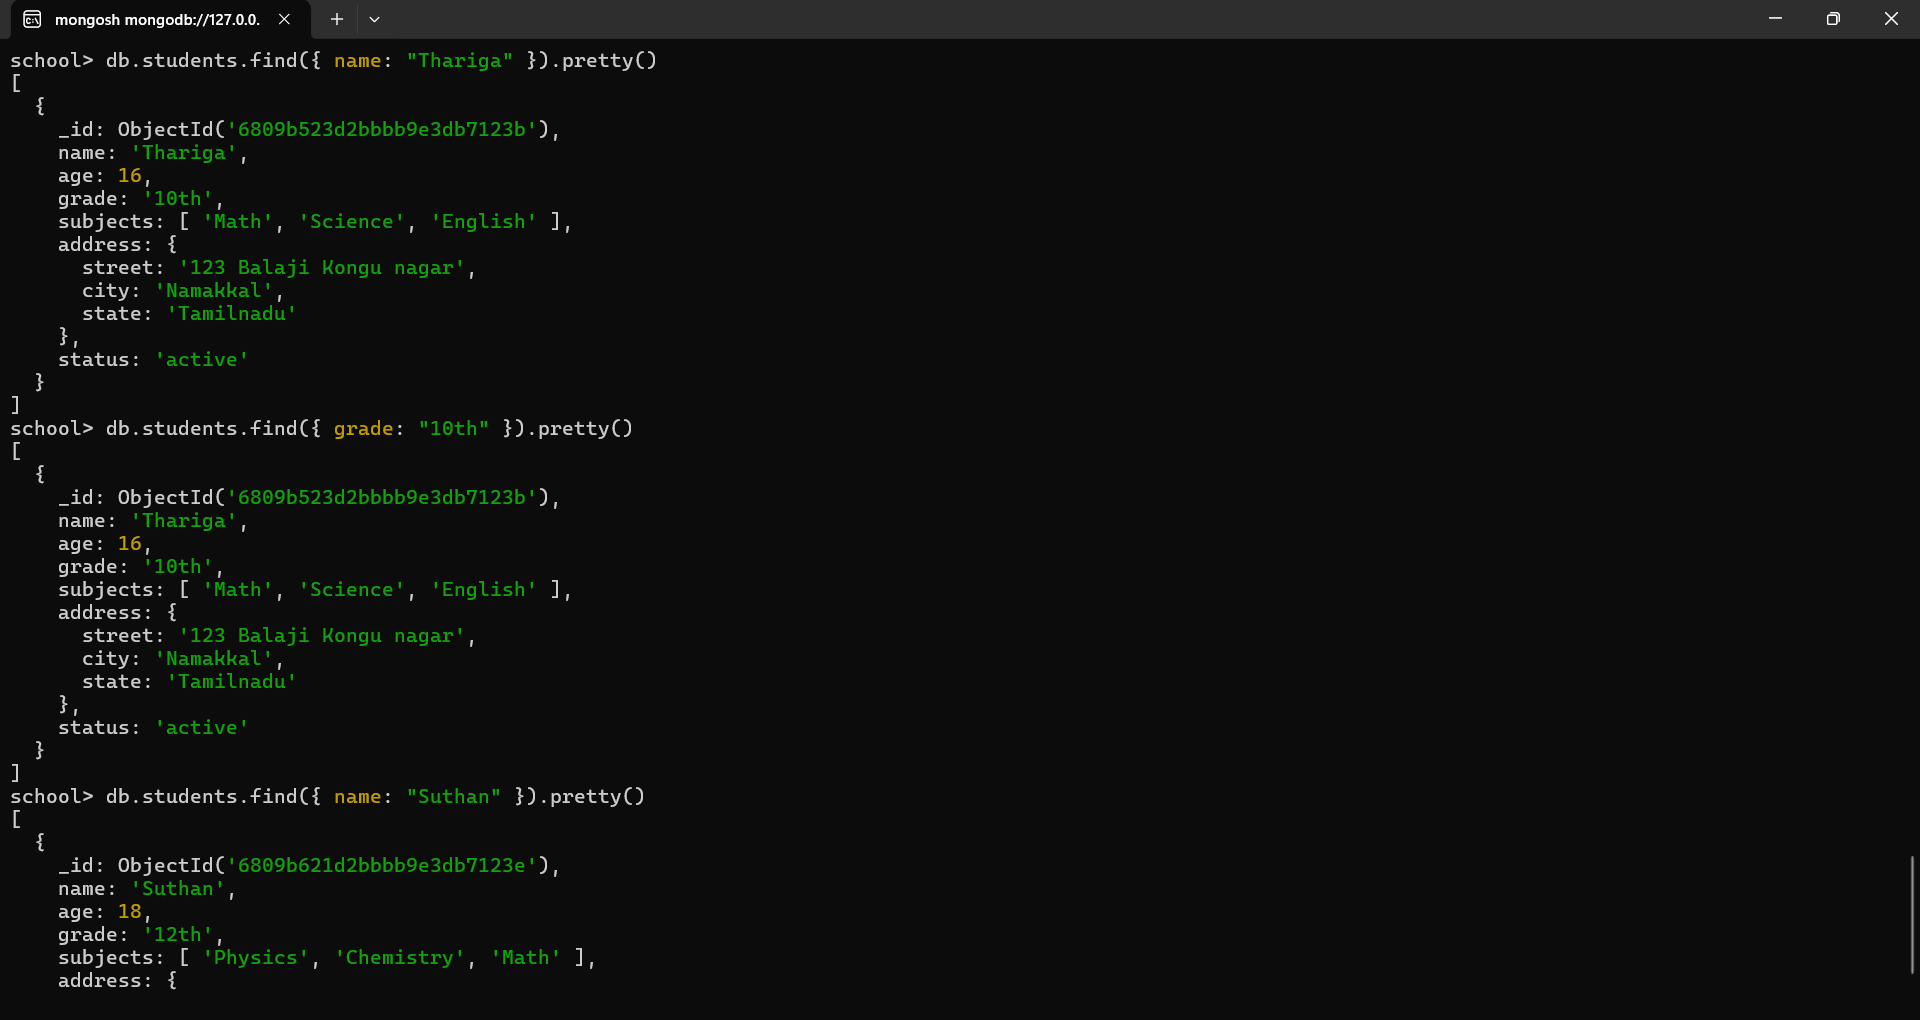 mongosh mongodb://127.0.0.
school> db.students.find({ name: "Thariga" }).pretty()
[
  {
    _id: ObjectId('6809b523d2bbbb9e3db7123b'),
    name: 'Thariga',
    age: 16,
    grade: '10th',
    subjects: [ 'Math', 'Science', 'English' ],
    address: {
      street: '123 Balaji Kongu nagar',
      city: 'Namakkal',
      state: 'Tamilnadu'
    },
    status: 'active'
  }
]
school> db.students.find({ grade: "10th" }).pretty()
[
  {
    _id: ObjectId('6809b523d2bbbb9e3db7123b'),
    name: 'Thariga',
    age: 16,
    grade: '10th',
    subjects: [ 'Math', 'Science', 'English' ],
    address: {
      street: '123 Balaji Kongu nagar',
      city: 'Namakkal',
      state: 'Tamilnadu'
    },
    status: 'active'
  }
]
school> db.students.find({ name: "Suthan" }).pretty()
[
  {
    _id: ObjectId('6809b621d2bbbb9e3db7123e'),
    name: 'Suthan',
    age: 18,
    grade: '12th',
    subjects: [ 'Physics', 'Chemistry', 'Math' ],
    address: {